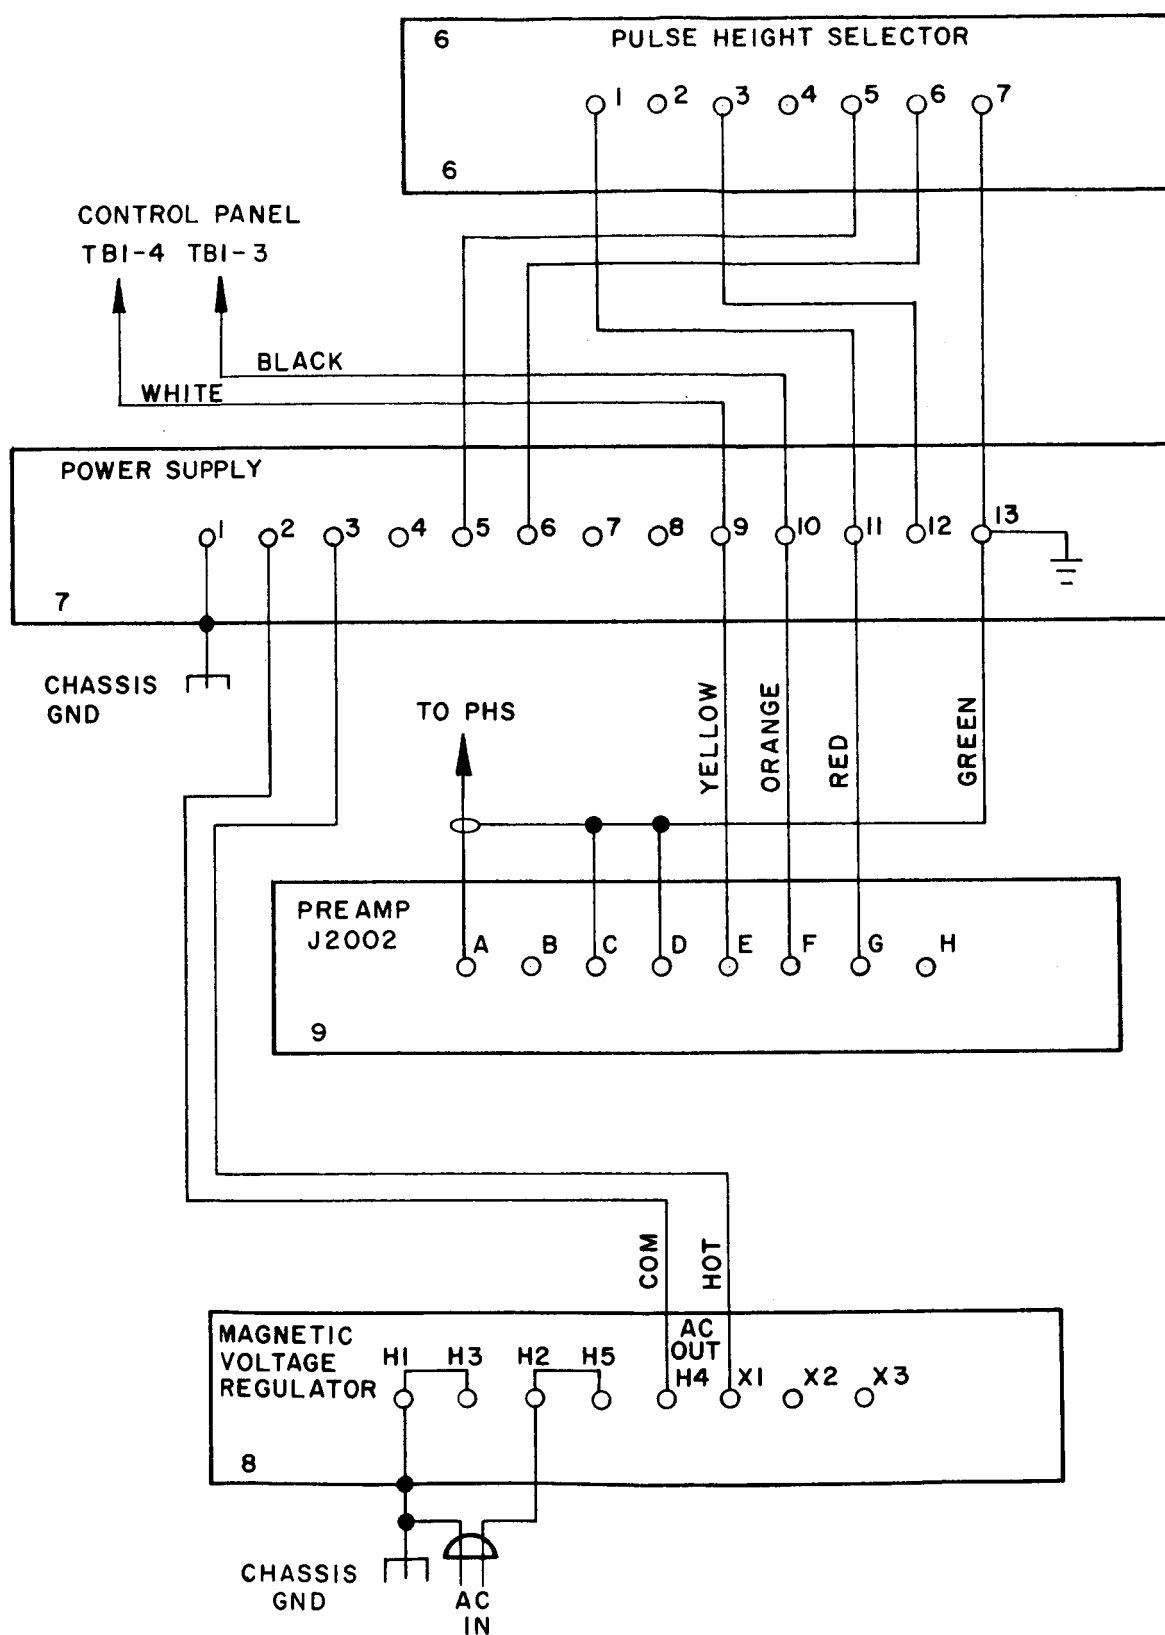 6 PULSE HEIGHT SELECTOR
1 2 3 4 5 6 7
6
CONTROL PANEL
TB1-4 TB1-3
BLACK
WHITE
POWER SUPPLY
1 2 3 4 5 6 7 8 9 10 11 12 13
7
CHASSIS
GND
TO PHS
YELLOW
ORANGE
RED
GREEN
PREAMP
J2002
A B C D E F G H
9
COM
HOT
MAGNETIC
VOLTAGE
REGULATOR
H1 H3 H2 H5
AC
OUT
H4 X1 X2 X3
8
CHASSIS
GND
AC
IN